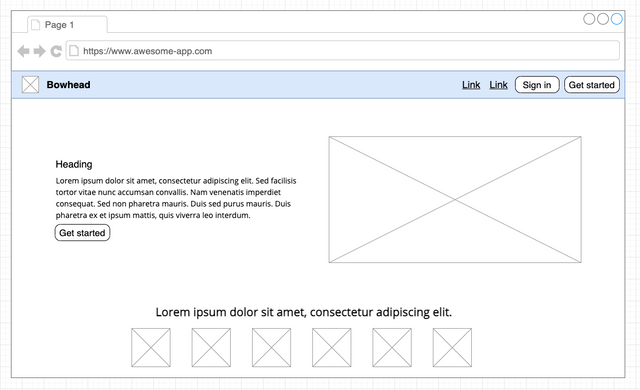 Page 1
https://www.awesome-app.com
Bowhead
Link Link Sign in Get started
Heading
Lorem ipsum dolor sit amet, consectetur adipiscing elit. Sed facilisis
tortor vitae nunc accumsan convallis. Nam venenatis imperdiet
consequat. Sed non pharetra mauris. Duis sed purus mauris. Duis
pharetra ex et ipsum mattis, quis viverra leo interdum.
Get started
Lorem ipsum dolor sit amet, consectetur adipiscing elit.